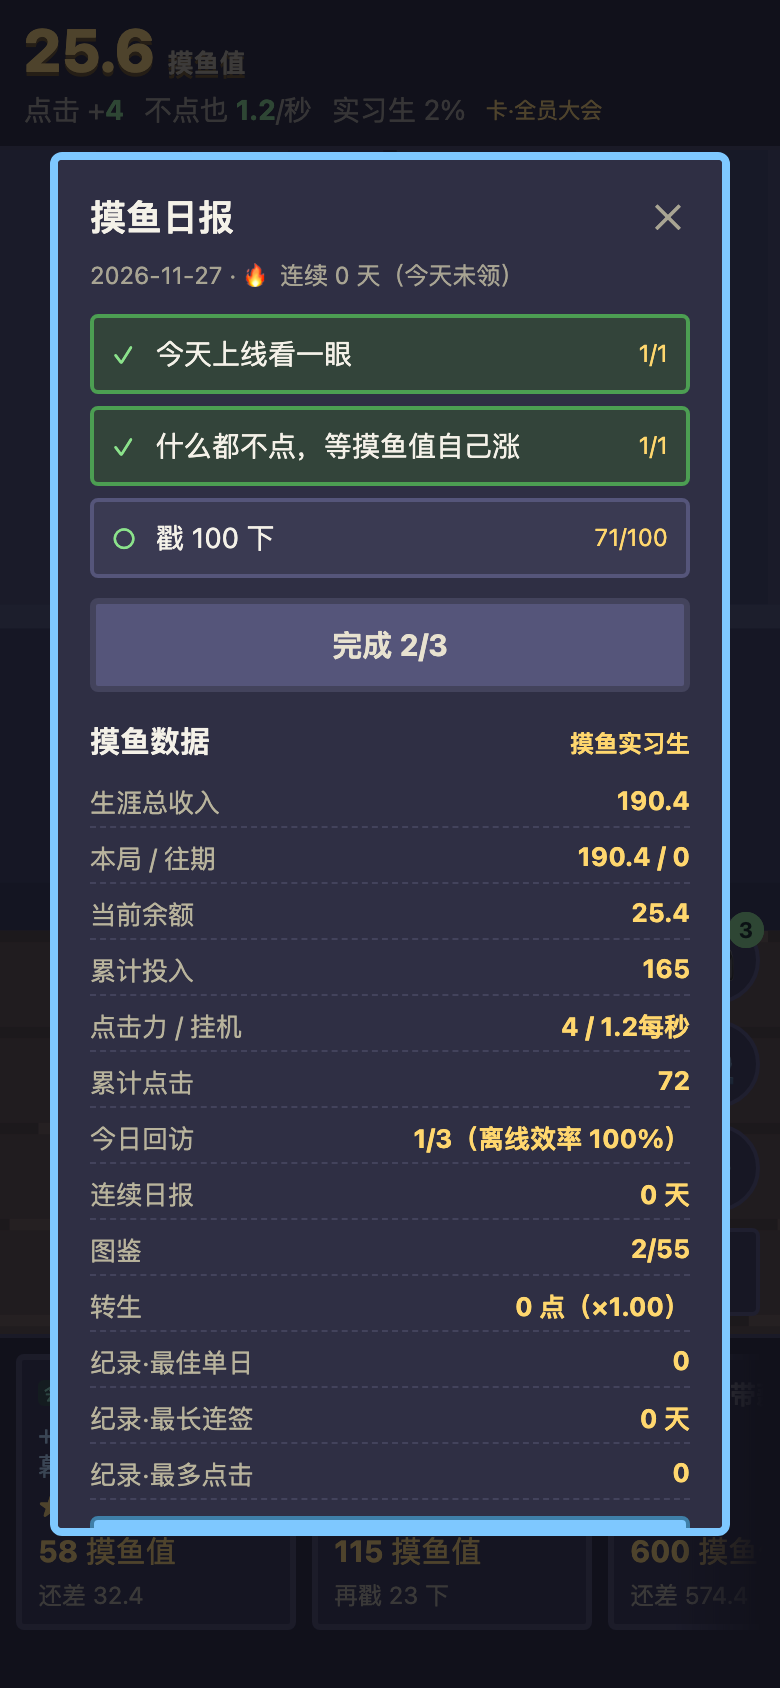 25.6 摸鱼值
点击 +4 不点也 1.2/秒 实习生 2% 卡·全员大会
摸鱼日报
2026-11-27 · 🔥 连续 0 天（今天未领）
✓ 今天上线看一眼 1/1
✓ 什么都不点，等摸鱼值自己涨 1/1
戳 100 下 71/100
完成 2/3
摸鱼数据 摸鱼实习生
生涯总收入 190.4
本局 / 往期 190.4 / 0
当前余额 25.4
3
累计投入 165
点击力 / 挂机 4 / 1.2每秒
累计点击 72
今日回访 1/3（离线效率 100%）
连续日报 0 天
图鉴 2/55
转生 0 点（×1.00）
纪录·最佳单日 0
带
纪录·最长连签 0 天
纪录·最多点击 0
58 摸鱼值 115 摸鱼值 600 摸鱼
还差 32.4 再戳 23 下 还差 574.4